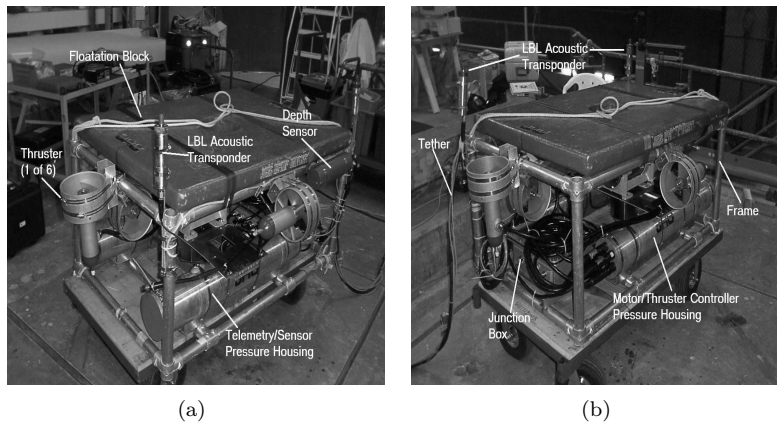 Floatation Block
Depth
Sensor
LBL Acoustic
Transponder
Thruster
(1 of 6)
Telemetry/Sensor
Pressure Housing
(a)
LBL Acoustic
Transponder
Tether
Frame
Motor/Thruster Controller
Pressure Housing
Junction
Box
(b)